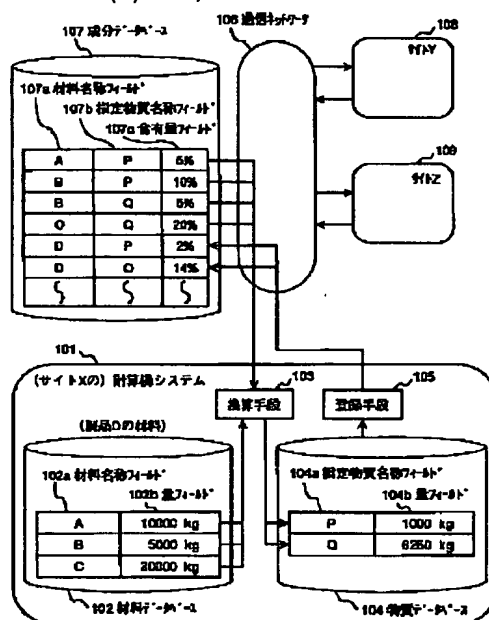 107 成分データベース
106 通信ネットワーク
108
サイトY
107a 材料名称フィールド
107b 指定物質名称フィールド
107a 含有量フィールド
109
サイトZ
A P 5%
B P 10%
B Q 5%
C Q 20%
D P 2%
D Q 14%
101
(サイトXの) 計算機システム
103
換算手段
105
登録手段
(製品Dの材料)
102a 材料名称フィールド
102b 量フィールド
A 10000 kg
B 5000 kg
C 30000 kg
102 材料データベース
104a 指定物質名称フィールド
104b 量フィールド
P 1000 kg
Q 6250 kg
104 物質データベース